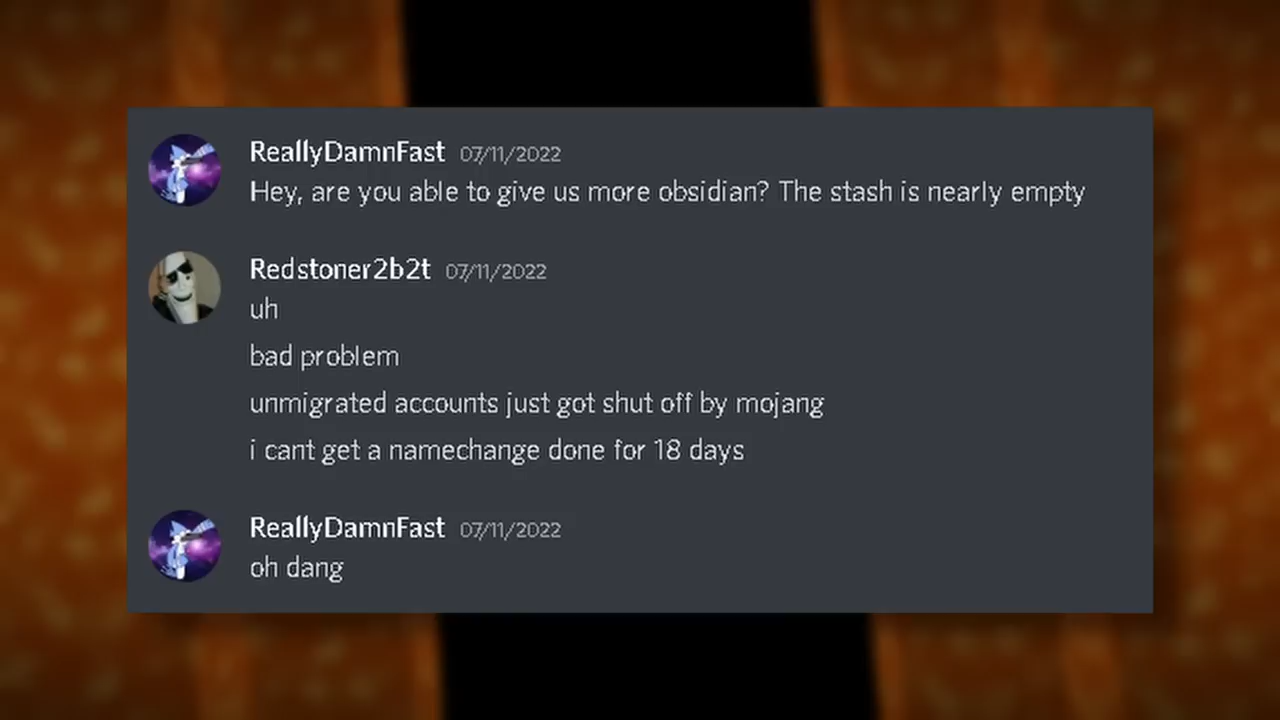 ReallyDamnFast 07/11/2022
Hey, are you able to give us more obsidian? The stash is nearly empty
Redstoner2b2t 07/11/2022
uh
bad problem
unmigrated accounts just got shut off by mojang
i cant get a namechange done for 18 days
ReallyDamnFast 07/11/2022
oh dang